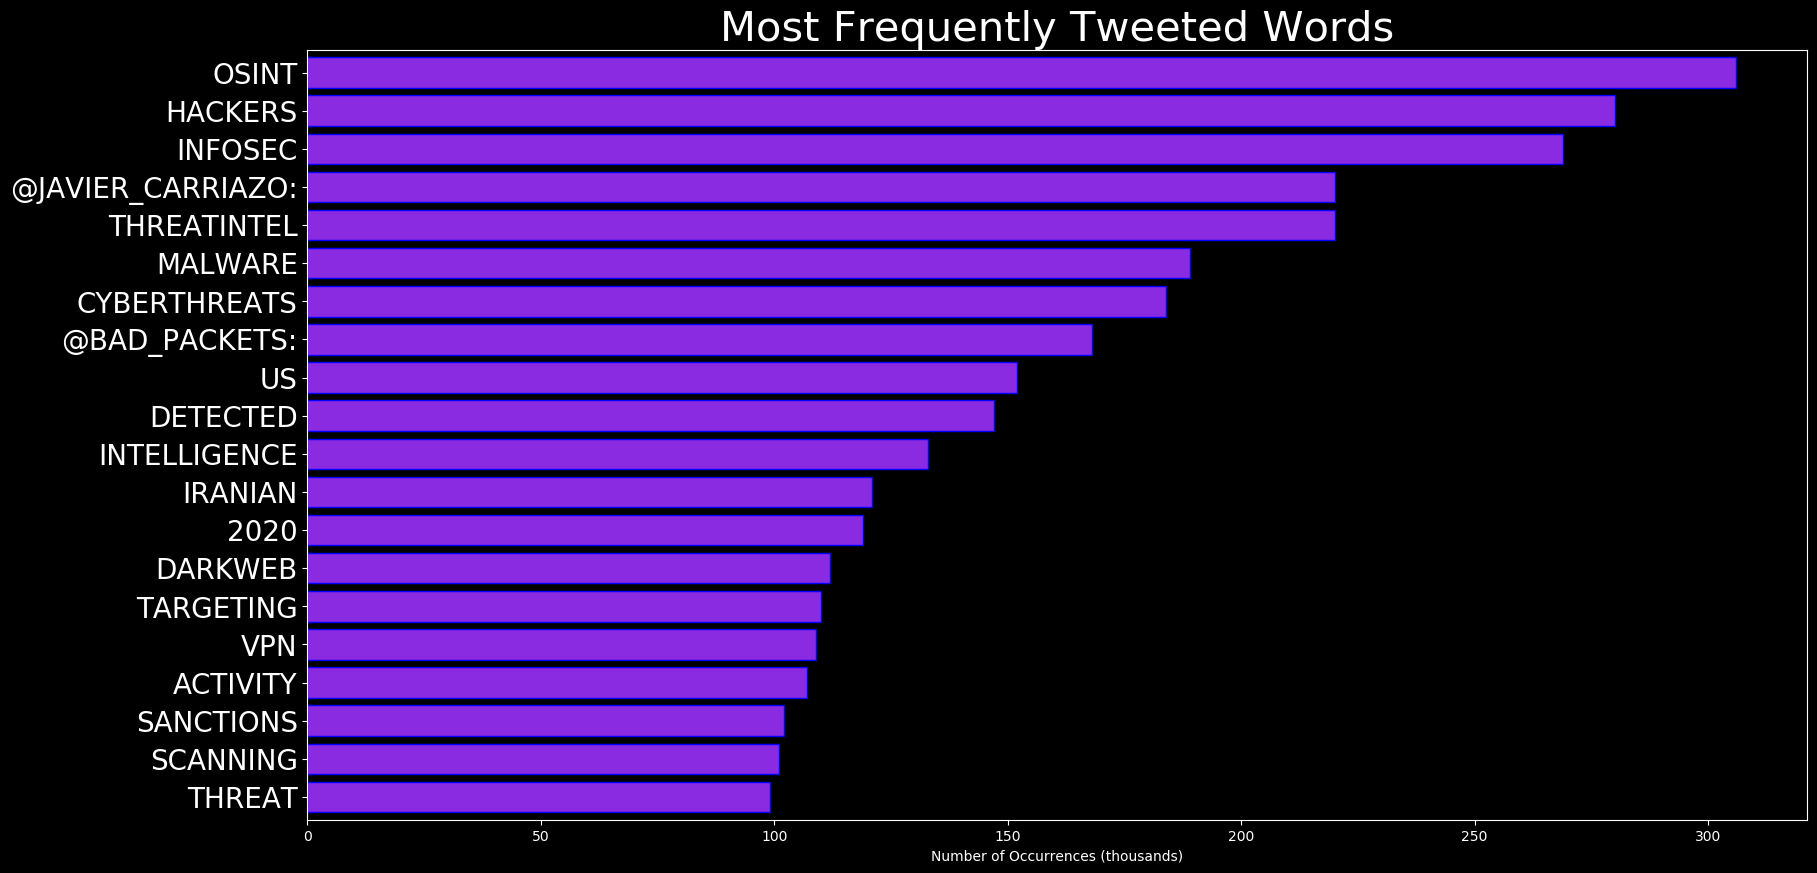 Most Frequently Tweeted Words
OSINT
HACKERS
INFOSEC
@JAVIER_CARRIAZO:
THREATINTEL
MALWARE
CYBERTHREATS
@BAD_PACKETS:
US
DETECTED
INTELLIGENCE
IRANIAN
2020
DARKWEB
TARGETING
VPN
ACTIVITY
SANCTIONS
SCANNING
THREAT
0 50 100 150 200 250 300
Number of Occurrences (thousands)